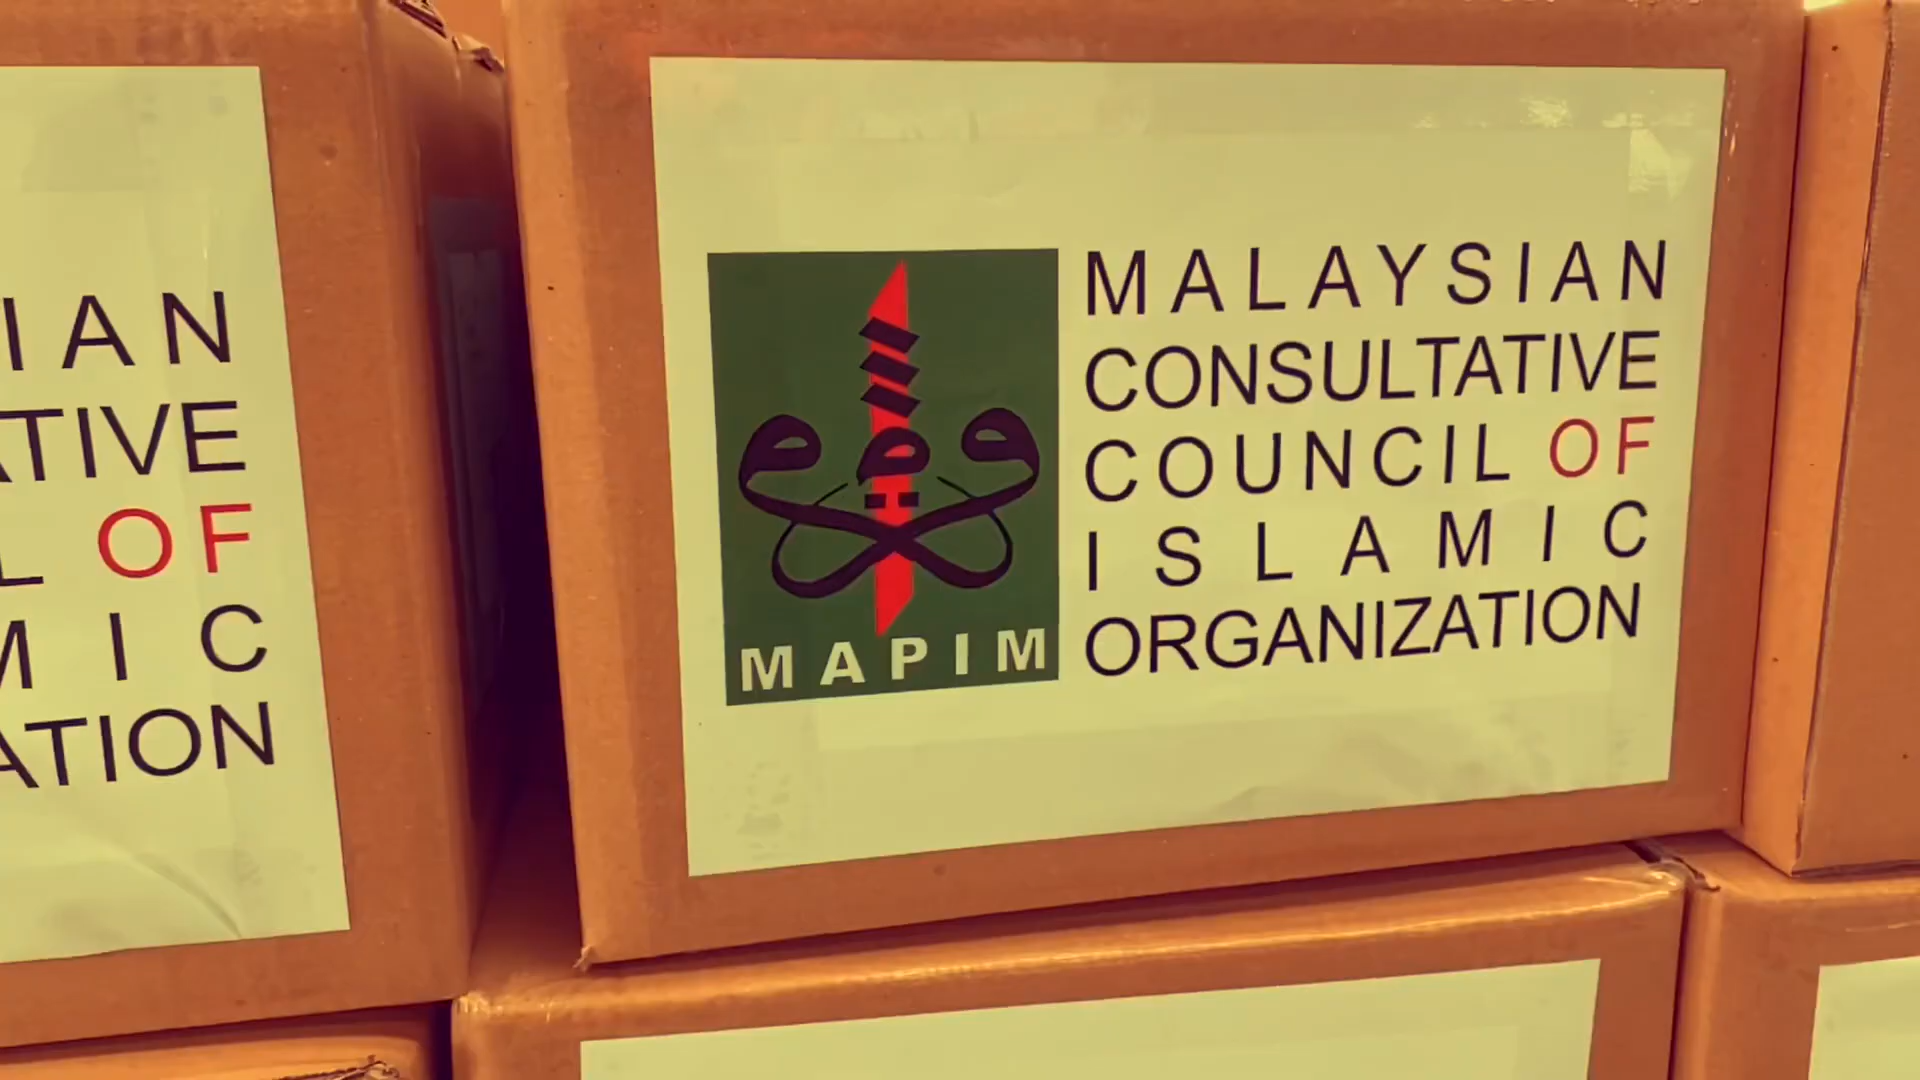 IAN
ATIVE
L OF
MIC
ATION
MAPIM
MALAYSIAN
CONSULTATIVE
COUNCIL OF
ISLAMIC
ORGANIZATION